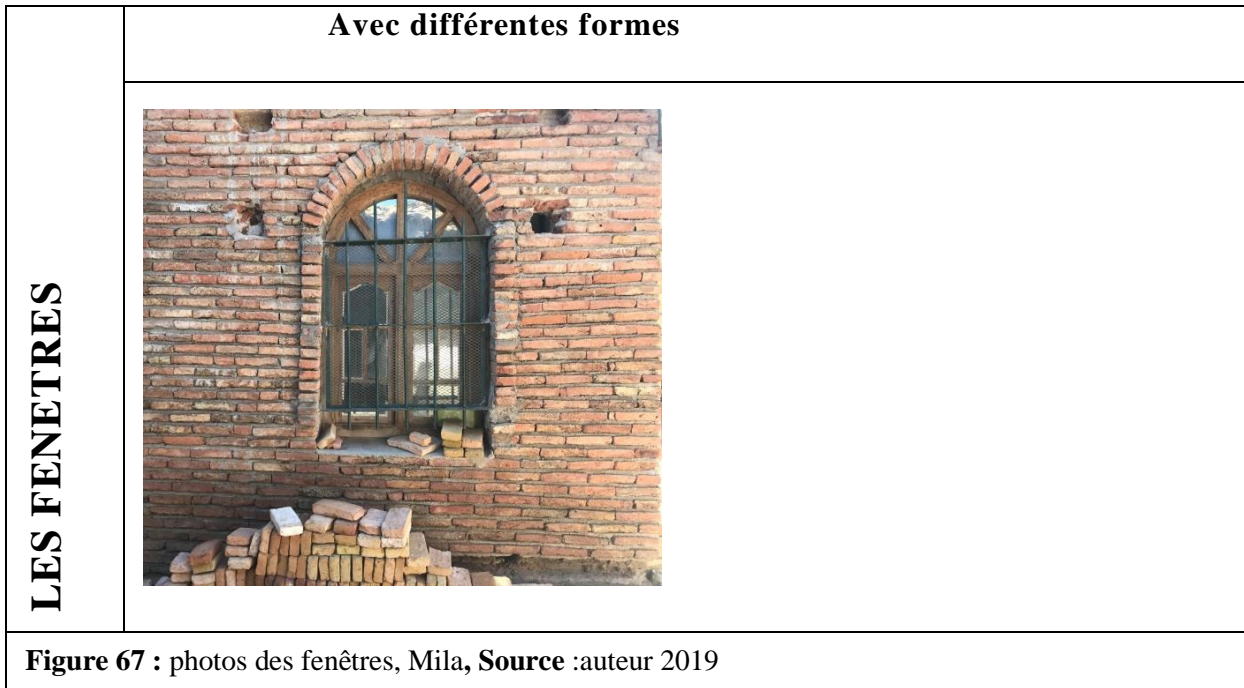 Avec différentes formes
LES FENETRES
Figure 67 : photos des fenêtres, Mila, Source :auteur 2019